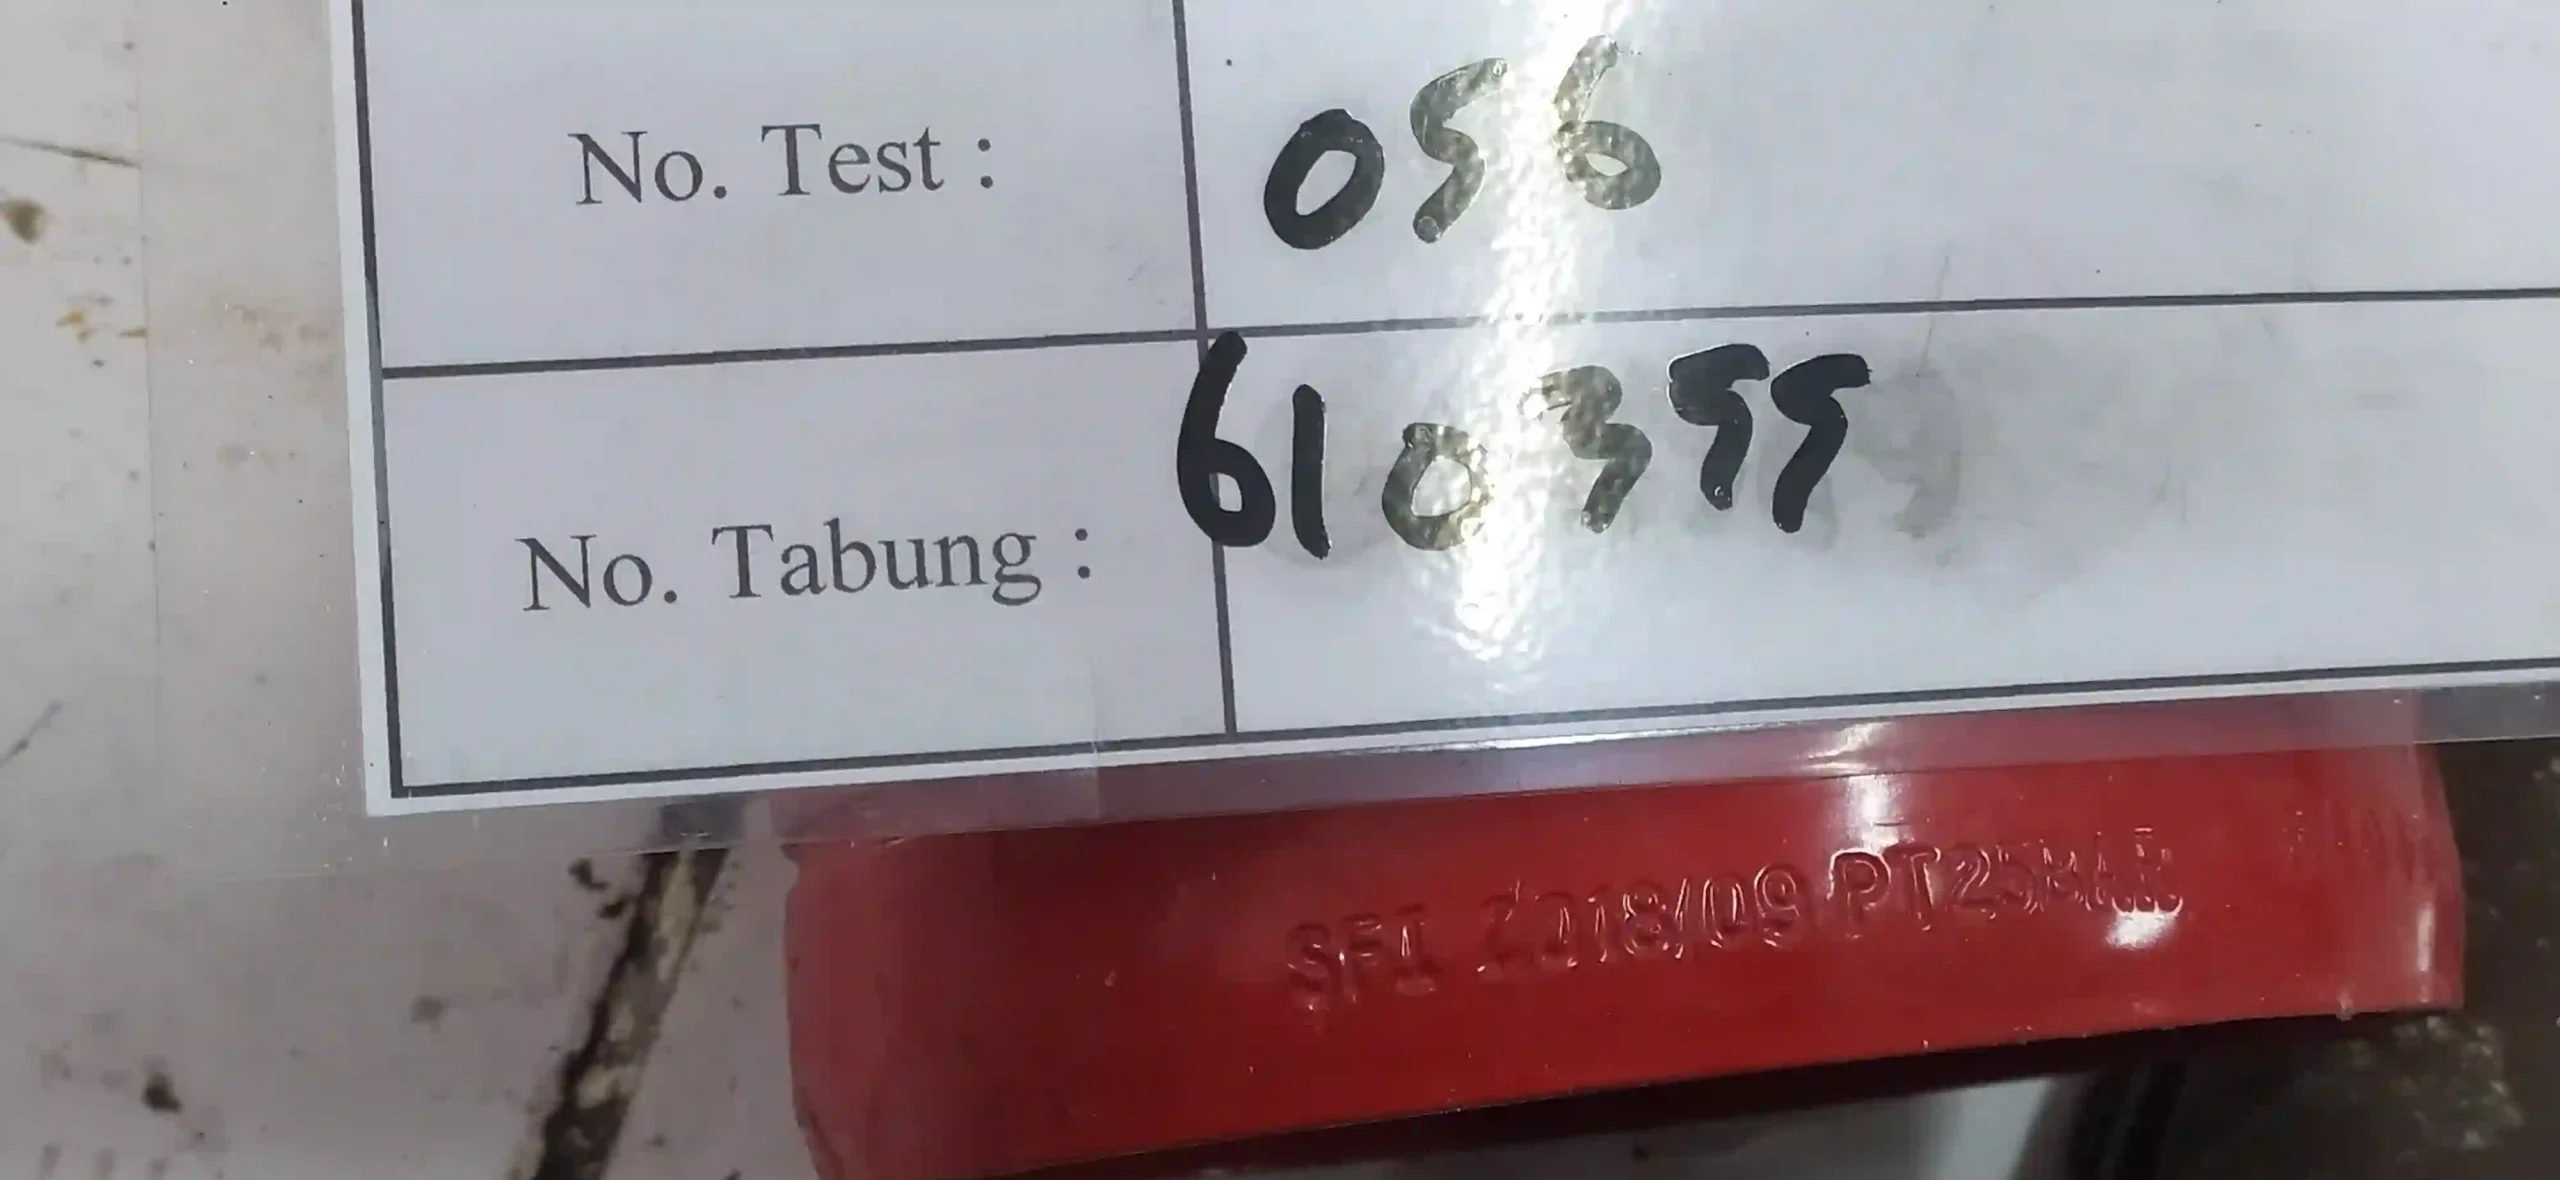 No. Test : 056
No. Tabung : 610355
SFI 2018/09 PT25BAR